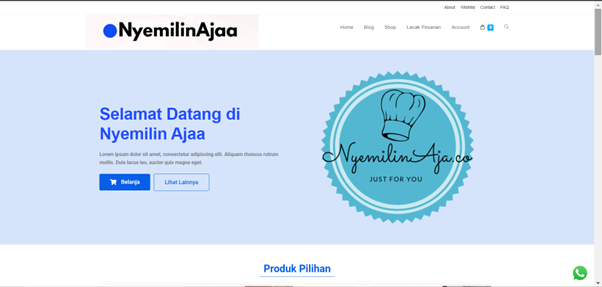 About Wishlist Contact FAQ
NyemilinAjaa
Home Blog Shop Lacak Pesanan Account 0
Selamat Datang di
Nyemilin Ajaa
Lorem ipsum dolor sit amet, consectetur adipiscing elit. Aliquam rhoncus rutrum
mollis. Duis lacus leo, auctor quis magna eget.
Belanja Lihat Lainnya
NyemilinAja.co
JUST FOR YOU
Produk Pilihan